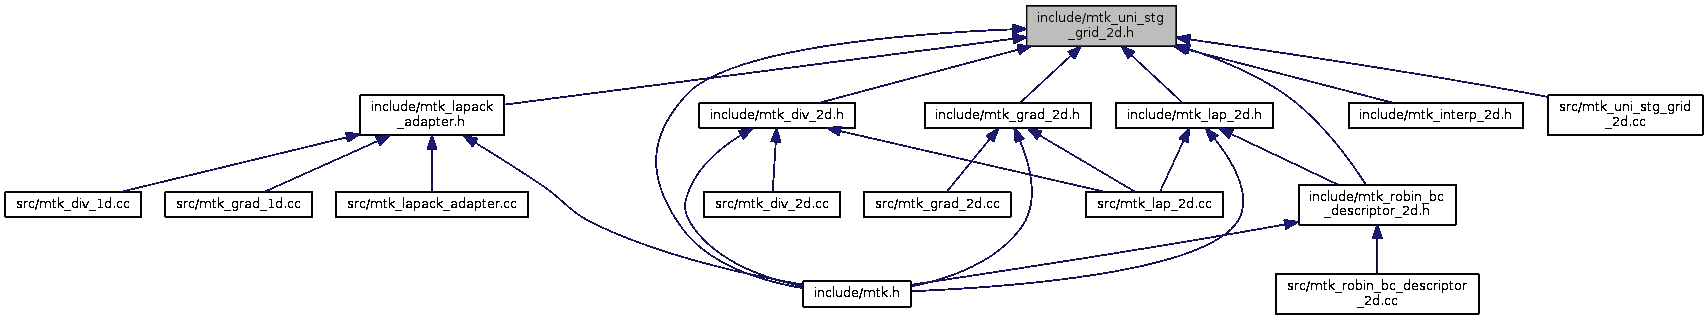 include/mtk_uni_stg
_grid_2d.h
include/mtk_lapack
_adapter.h
include/mtk_div_2d.h
include/mtk_grad_2d.h
include/mtk_lap_2d.h
include/mtk_interp_2d.h
src/mtk_uni_stg_grid
_2d.cc
src/mtk_div_1d.cc
src/mtk_grad_1d.cc
src/mtk_lapack_adapter.cc
src/mtk_div_2d.cc
src/mtk_grad_2d.cc
src/mtk_lap_2d.cc
include/mtk_robin_bc
_descriptor_2d.h
include/mtk.h
src/mtk_robin_bc_descriptor
_2d.cc